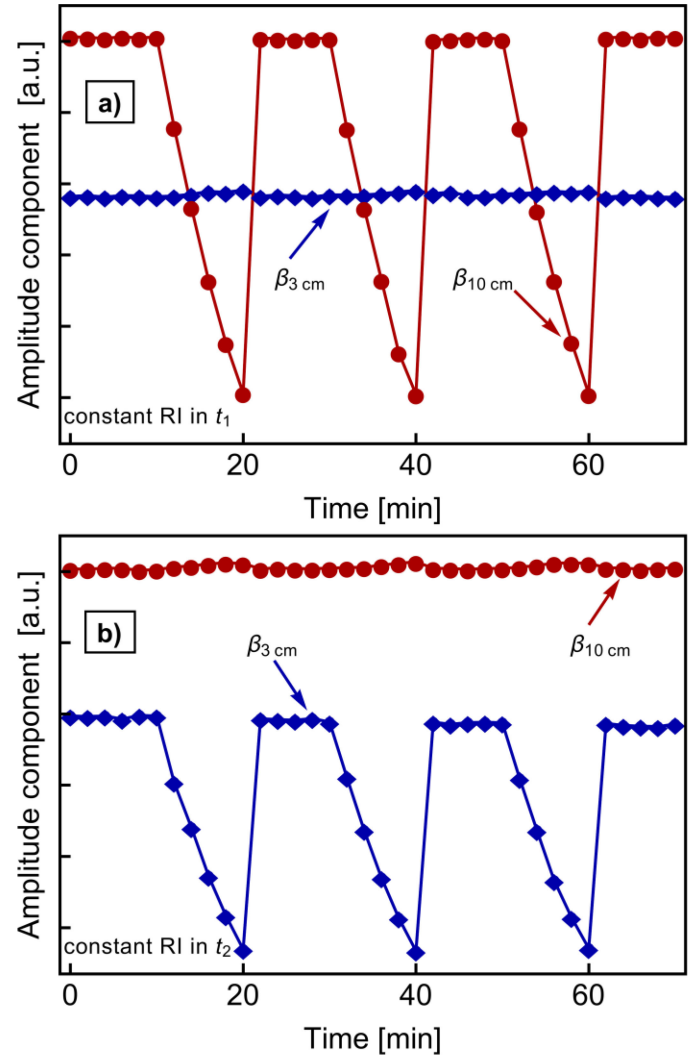 Amplitude component [a.u.]
a)
β3 cm
β10 cm
constant RI in t1
0 20 40 60
Time [min]
Amplitude component [a.u.]
b)
β3 cm
β10 cm
constant RI in t2
0 20 40 60
Time [min]